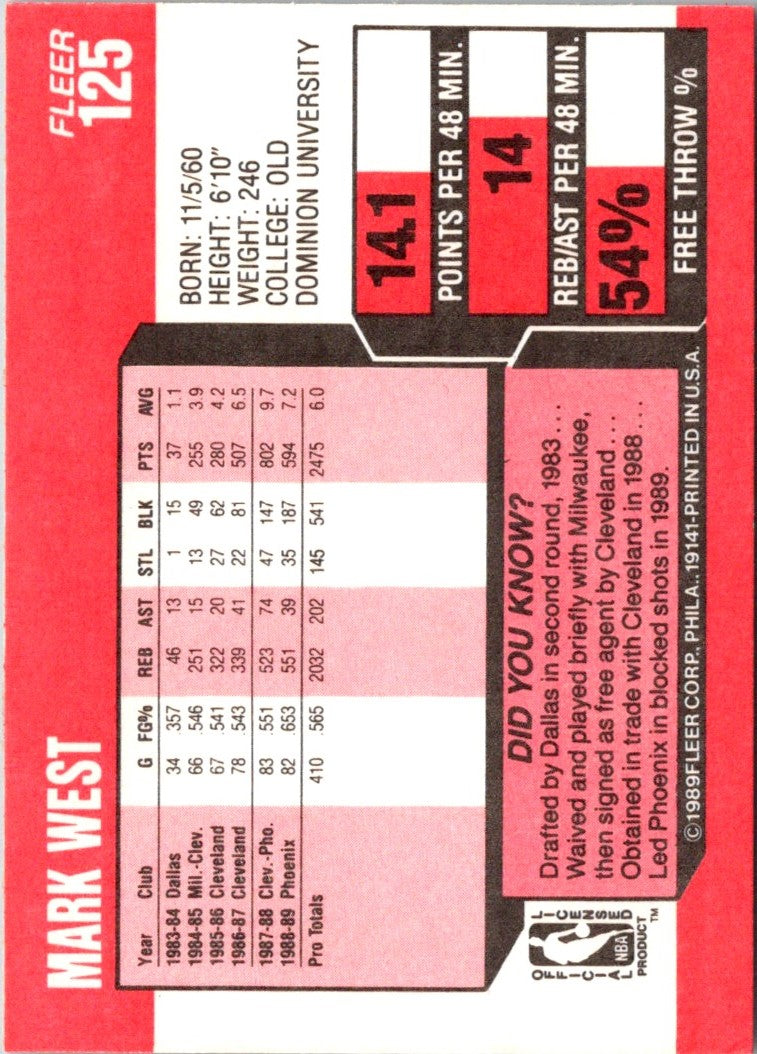 MARK WEST
FLEER
125
Year Club G FG% REB AST STL BLK PTS AVG
1983-84 Dallas 34 .357 46 13 1 15 37 1.1
1984-85 Mil.-Clev. 66 .546 251 15 13 49 255 3.9
1985-86 Cleveland 67 .541 322 20 27 62 280 4.2
1986-87 Cleveland 78 .543 339 41 22 81 507 6.5
1987-88 Clev.-Pho. 83 .551 523 74 47 147 802 9.7
1988-89 Phoenix 82 .653 551 39 35 187 594 7.2
Pro Totals 410 .565 2032 202 145 541 2475 6.0
BORN: 11/5/60
HEIGHT: 6'10"
WEIGHT: 246
COLLEGE: OLD
DOMINION UNIVERSITY
14.1
POINTS PER 48 MIN.
14
REB/AST PER 48 MIN.
54%
FREE THROW %
DID YOU KNOW?
Drafted by Dallas in second round, 1983...
Waived and played briefly with Milwaukee,
then signed as free agent by Cleveland...
Obtained in trade with Cleveland in 1988...
Led Phoenix in blocked shots in 1989.
OFFICIAL LICENSED
NBA
PRODUCT™
©1989 FLEER CORP., PHILA., 19141-PRINTED IN U.S.A.